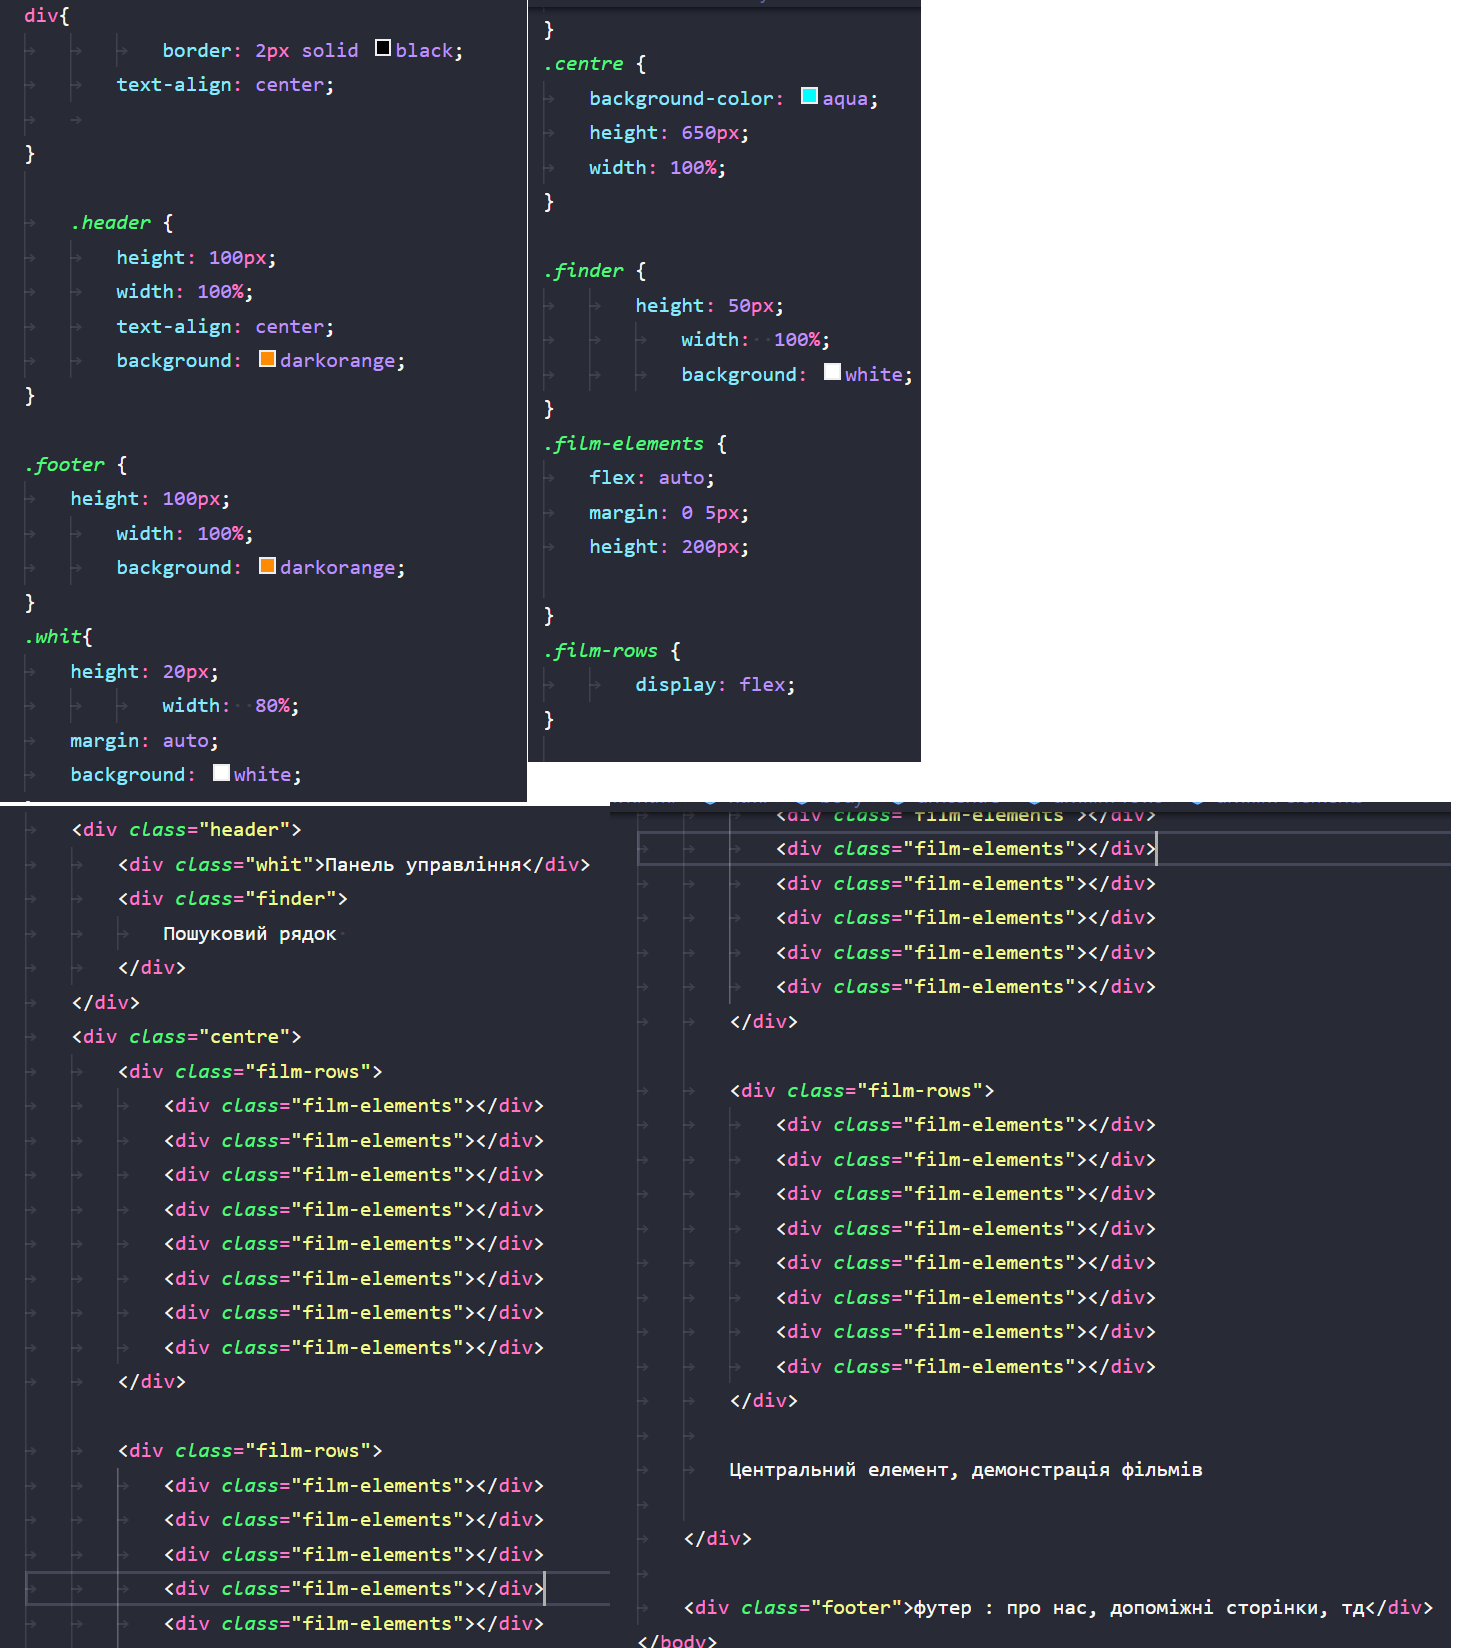 div{
border: 2px solid black;
text-align: center;
}
.header {
height: 100px;
width: 100%;
text-align: center;
background: darkorange;
}
.footer {
height: 100px;
width: 100%;
background: darkorange;
}
.whit{
height: 20px;
width: 80%;
margin: auto;
background: white;
}
.centre {
background-color: aqua;
height: 650px;
width: 100%;
}
.finder {
height: 50px;
width: 100%;
background: white;
}
.film-elements {
flex: auto;
margin: 0 5px;
height: 200px;
}
.film-rows {
display: flex;
}
<div class="header">
<div class="whit">Панель управління</div>
<div class="finder">
Пошуковий рядок
</div>
</div>
<div class="centre">
<div class="film-rows">
<div class="film-elements"></div>
<div class="film-elements"></div>
<div class="film-elements"></div>
<div class="film-elements"></div>
<div class="film-elements"></div>
<div class="film-elements"></div>
<div class="film-elements"></div>
<div class="film-elements"></div>
</div>
<div class="film-rows">
<div class="film-elements"></div>
<div class="film-elements"></div>
<div class="film-elements"></div>
<div class="film-elements"></div>
<div class="film-elements"></div>
<div class="film-elements"></div>
<div class="film-elements"></div>
<div class="film-elements"></div>
<div class="film-elements"></div>
<div class="film-elements"></div>
<div class="film-elements"></div>
</div>
<div class="film-rows">
<div class="film-elements"></div>
<div class="film-elements"></div>
<div class="film-elements"></div>
<div class="film-elements"></div>
<div class="film-elements"></div>
<div class="film-elements"></div>
<div class="film-elements"></div>
<div class="film-elements"></div>
</div>
Центральний елемент, демонстрація фільмів
</div>
<div class="footer">футер : про нас, допоміжні сторінки, тд</div>
</body>